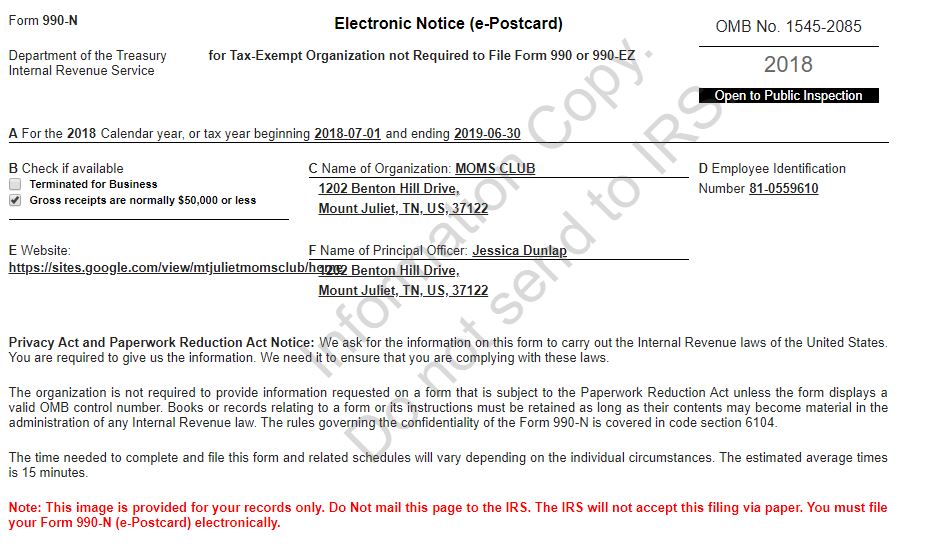 Form 990-N
Department of the Treasury
Internal Revenue Service
Electronic Notice (e-Postcard)
for Tax-Exempt Organization not Required to File Form 990 or 990-EZ
OMB No. 1545-2085
2018
Open to Public Inspection
A For the 2018 Calendar year, or tax year beginning 2018-07-01 and ending 2019-06-30
B Check if available
Terminated for Business
Gross receipts are normally $50,000 or less
C Name of Organization: MOMS CLUB
1202 Benton Hill Drive,
Mount Juliet, TN, US, 37122
D Employee Identification
Number 81-0559610
E Website:
https://sites.google.com/view/mtjulietmomsclub/home
F Name of Principal Officer: Jessica Dunlap
1202 Benton Hill Drive,
Mount Juliet, TN, US, 37122
Privacy Act and Paperwork Reduction Act Notice: We ask for the information on this form to carry out the Internal Revenue laws of the United States.
You are required to give us the information. We need it to ensure that you are complying with these laws.
The organization is not required to provide information requested on a form that is subject to the Paperwork Reduction Act unless the form displays a
valid OMB control number. Books or records relating to a form or its instructions must be retained as long as their contents may become material in the
administration of any Internal Revenue law. The rules governing the confidentiality of the Form 990-N is covered in code section 6104.
The time needed to complete and file this form and related schedules will vary depending on the individual circumstances. The estimated average times
is 15 minutes.
Note: This image is provided for your records only. Do Not mail this page to the IRS. The IRS will not accept this filing via paper. You must file
your Form 990-N (e-Postcard) electronically.
Information Copy.
Do not send to IRS